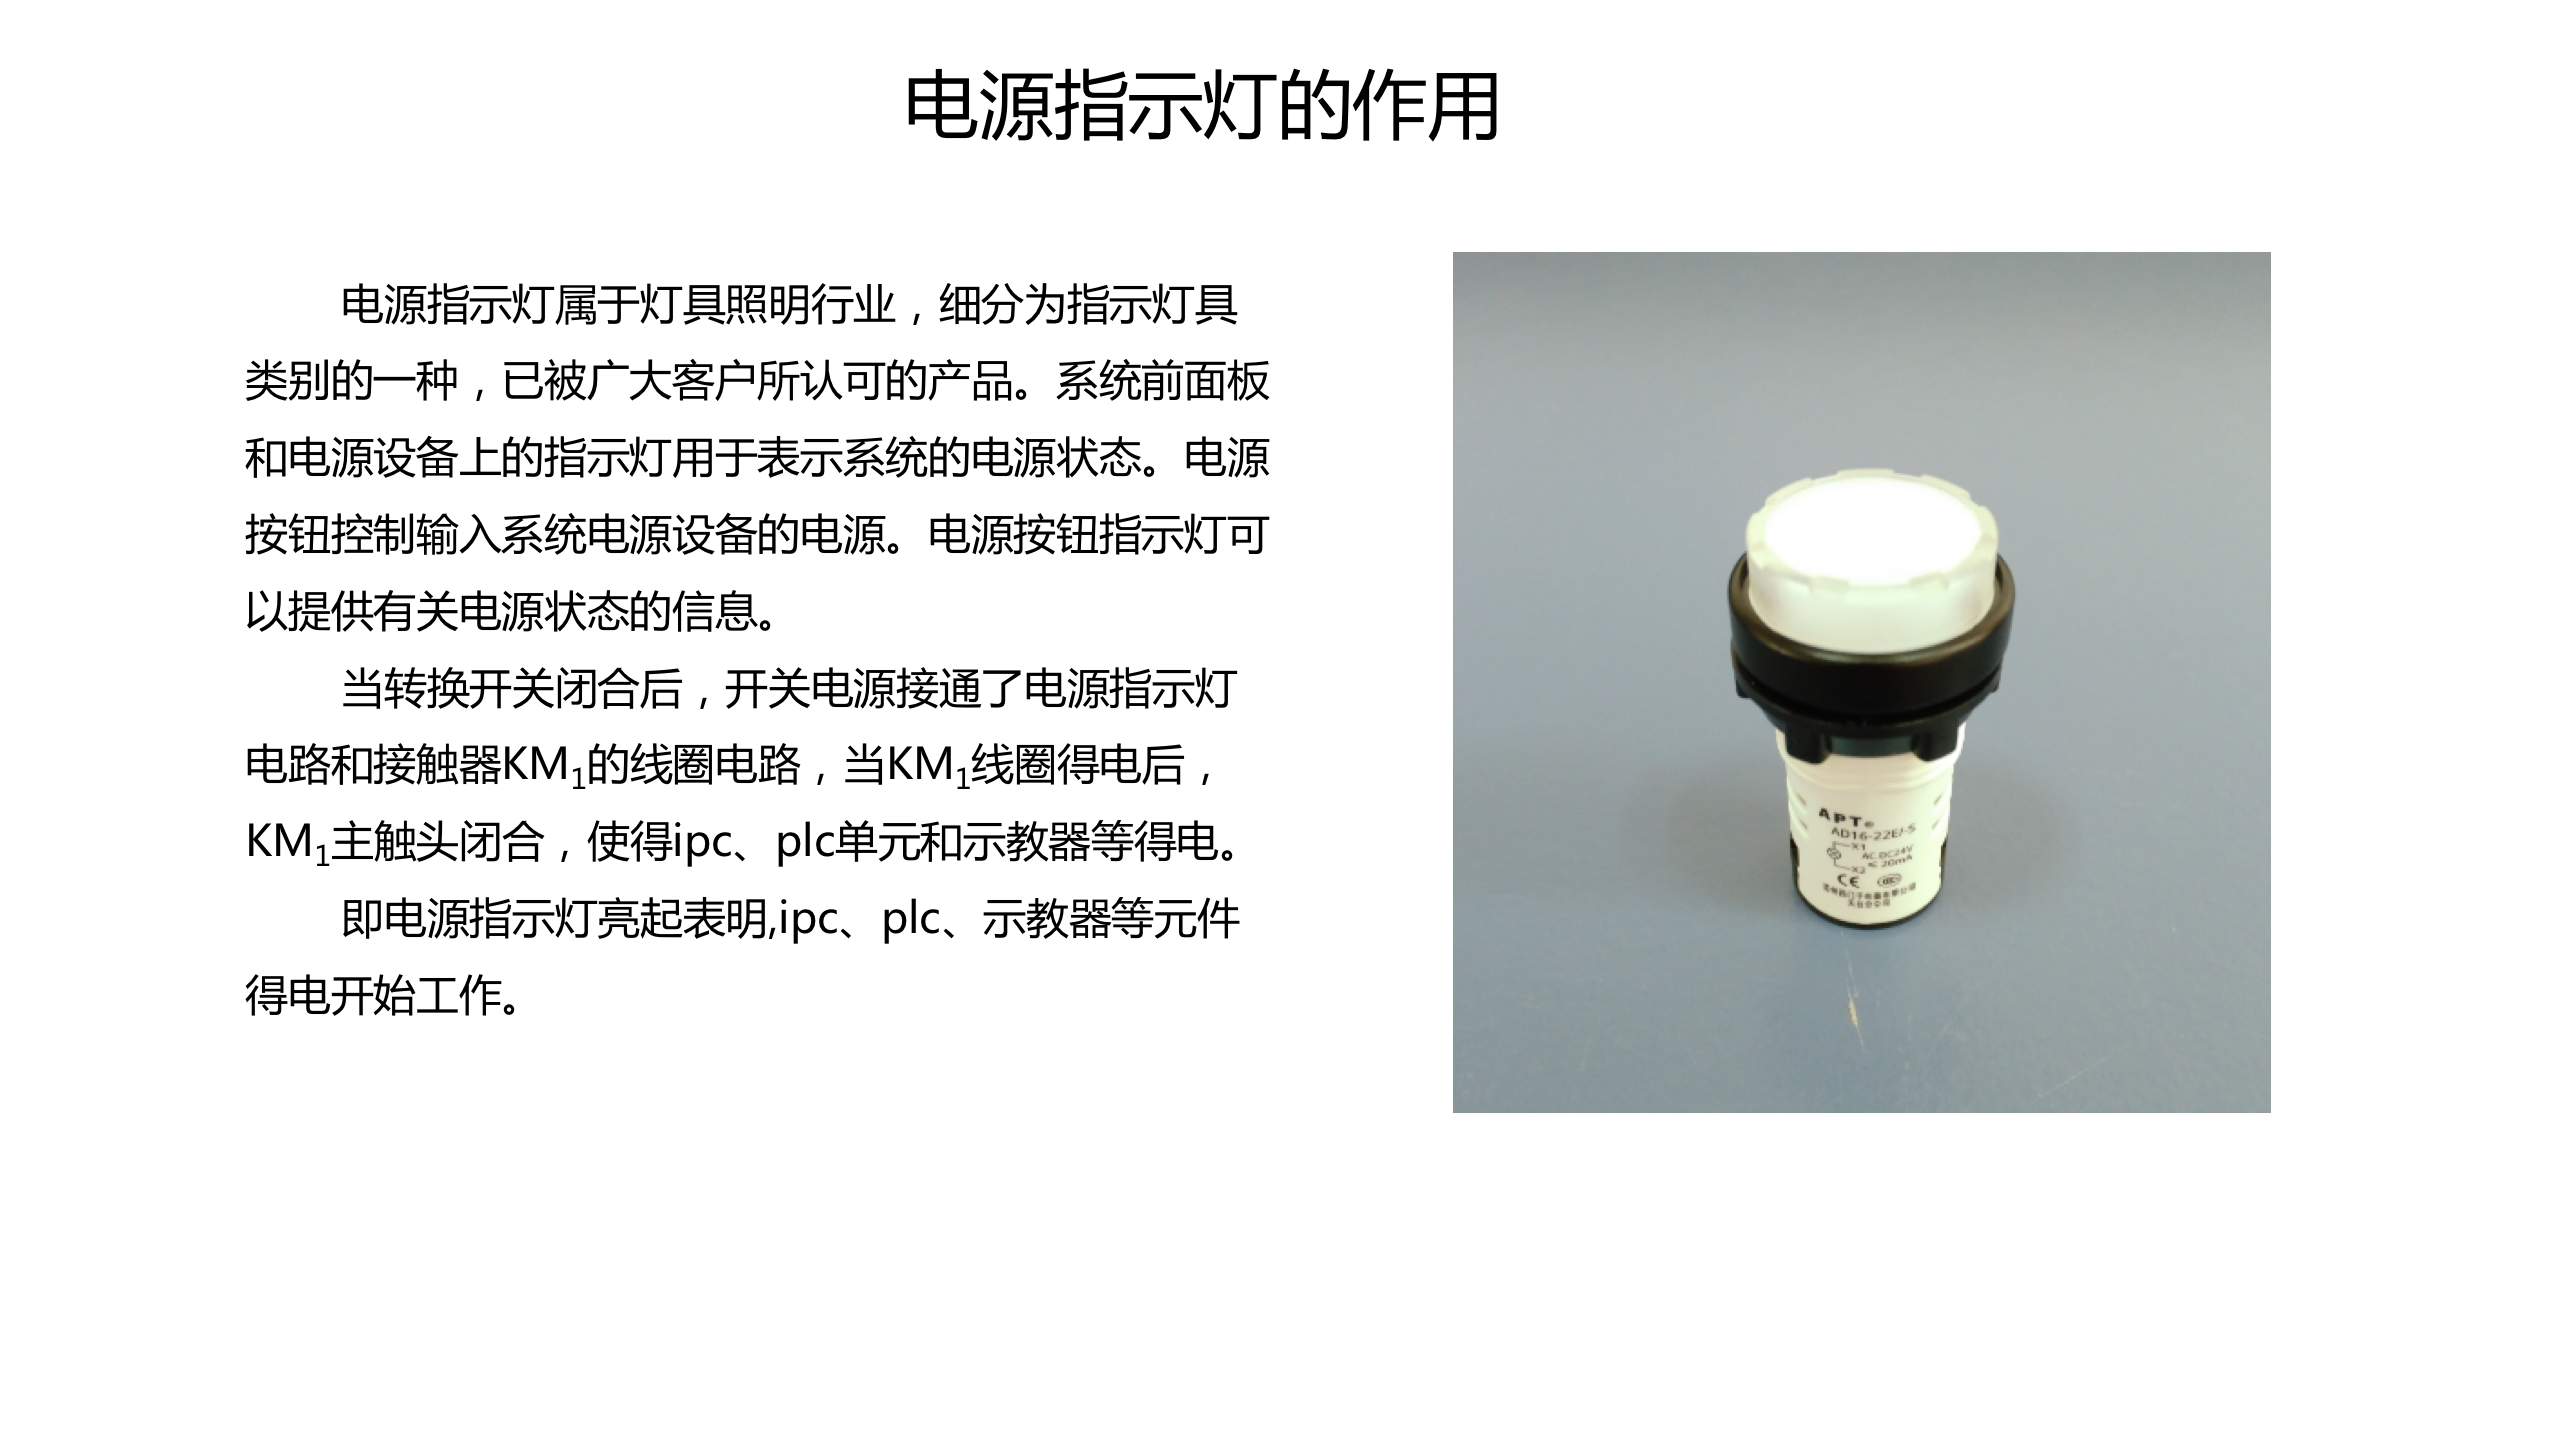 电源指示灯的作用
电源指示灯属于灯具照明行业，细分为指示灯具
类别的一种，已被广大客户所认可的产品。系统前面板
和电源设备上的指示灯用于表示系统的电源状态。电源
按钮控制输入系统电源设备的电源。电源按钮指示灯可
以提供有关电源状态的信息。
当转换开关闭合后，开关电源接通了电源指示灯
电路和接触器KM₁的线圈电路，当KM₁线圈得电后，
KM₁主触头闭合，使得ipc、plc单元和示教器等得电。
即电源指示灯亮起表明,ipc、plc、示教器等元件
得电开始工作。
APT
AD16-22E/-S
X1
AC.DC24V
≤ 20mA
X2
CE